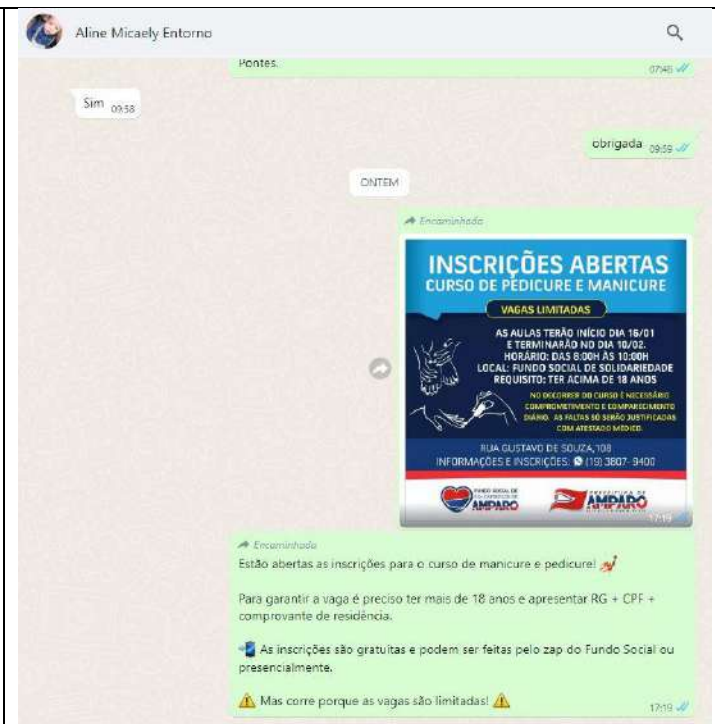 Aline Micaely Entorno
Pontes.
07:46
Sim 09:58
obrigada 09:59
ONTEM
Encaminhada
INSCRIÇÕES ABERTAS
CURSO DE PEDICURE E MANICURE
VAGAS LIMITADAS
AS AULAS TERÃO INÍCIO DIA 16/01
E TERMINARÃO NO DIA 10/02.
HORÁRIO: DAS 8:00H ÀS 10:00H
LOCAL: FUNDO SOCIAL DE SOLIDARIEDADE
REQUISITO: TER ACIMA DE 18 ANOS
NO DECORRER DO CURSO É NECESSÁRIO
COMPROMETIMENTO E COMPARECIMENTO
DIÁRIO. AS FALTAS SÓ SERÃO JUSTIFICADAS
COM ATESTADO MÉDICO.
RUA GUSTAVO DE SOUZA,108
INFORMAÇÕES E INSCRIÇÕES: (19) 3807- 9400
FUNDO SOCIAL DE
AMPARO
PREFEITURA DE
AMPARO
17:19
Encaminhada
Estão abertas as inscrições para o curso de manicure e pedicure! 💅
Para garantir a vaga é preciso ter mais de 18 anos e apresentar RG + CPF +
comprovante de residência.
📲 As inscrições são gratuitas e podem ser feitas pelo zap do Fundo Social ou
presencialmente.
⚠️ Mas corre porque as vagas são limitadas! ⚠️
17:19